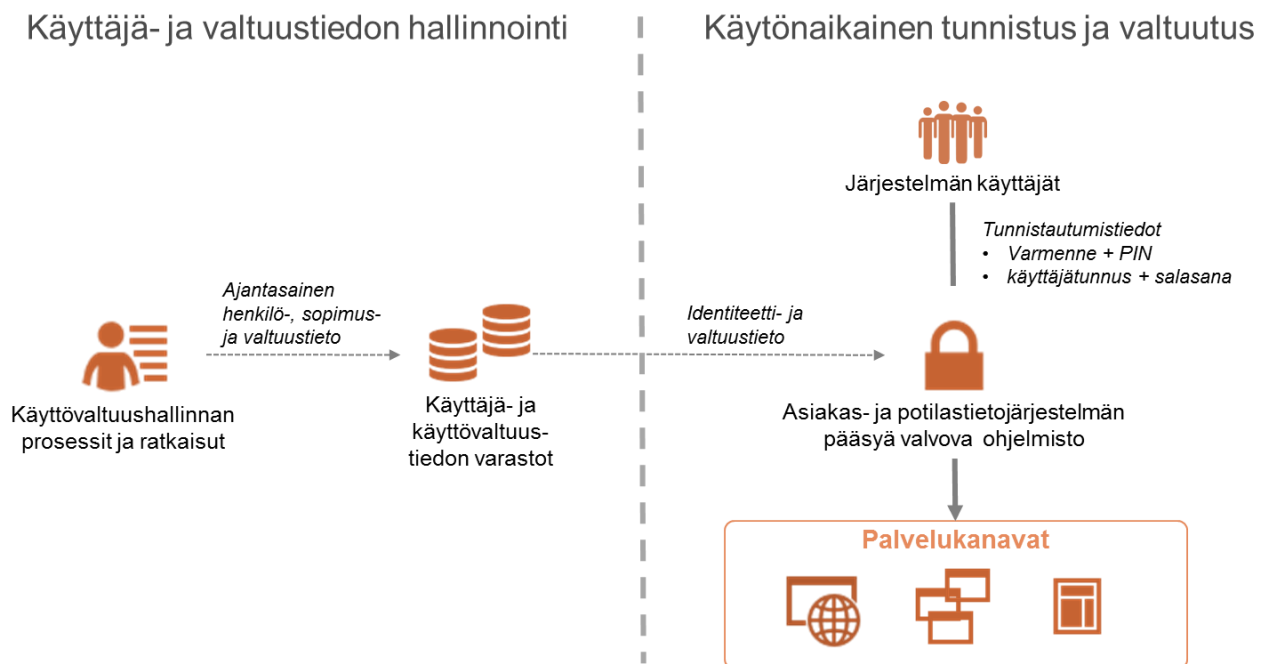 Käyttäjä- ja valtuustiedon hallinnointi
Käytönaikainen tunnistus ja valtuutus
Järjestelmän käyttäjät
Tunnistautumistiedot
• Varmenne + PIN
• käyttäjätunnus + salasana
Ajantasainen
henkilö-, sopimus-
ja valtuustieto
Identiteetti- ja
valtuustieto
Käyttövaltuushallinnan
prosessit ja ratkaisut
Käyttäjä- ja
käyttövaltuus-
tiedon varastot
Asiakas- ja potilastietojärjestelmän
pääsyä valvova ohjelmisto
Palvelukanavat